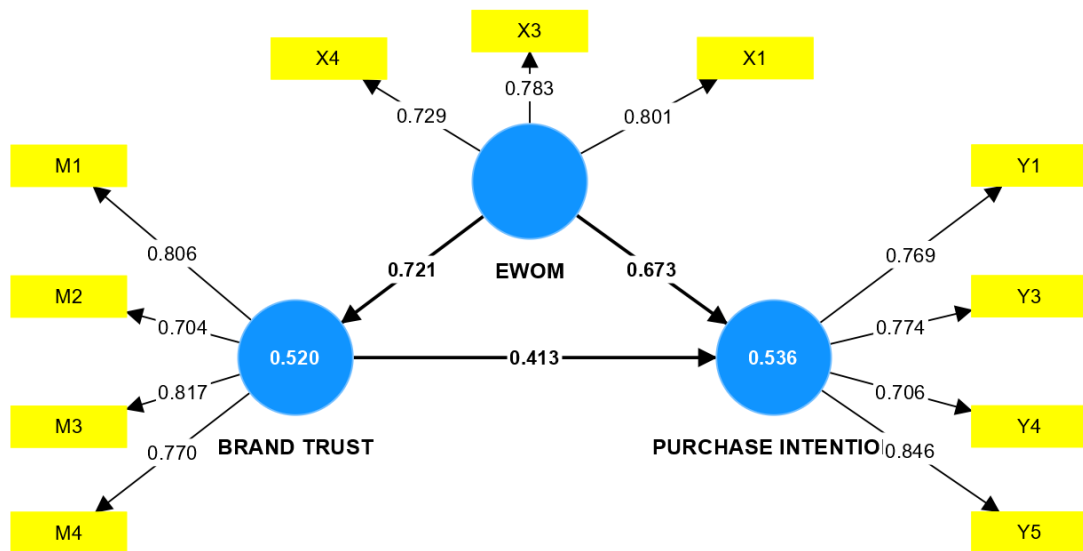 X4
X3
X1
0.729
0.783
0.801
M1
M2
M3
M4
0.806
0.704
0.817
0.770
0.721
EWOM
0.673
0.520
BRAND TRUST
0.413
0.536
PURCHASE INTENTIO
0.769
0.774
0.706
0.846
Y1
Y3
Y4
Y5